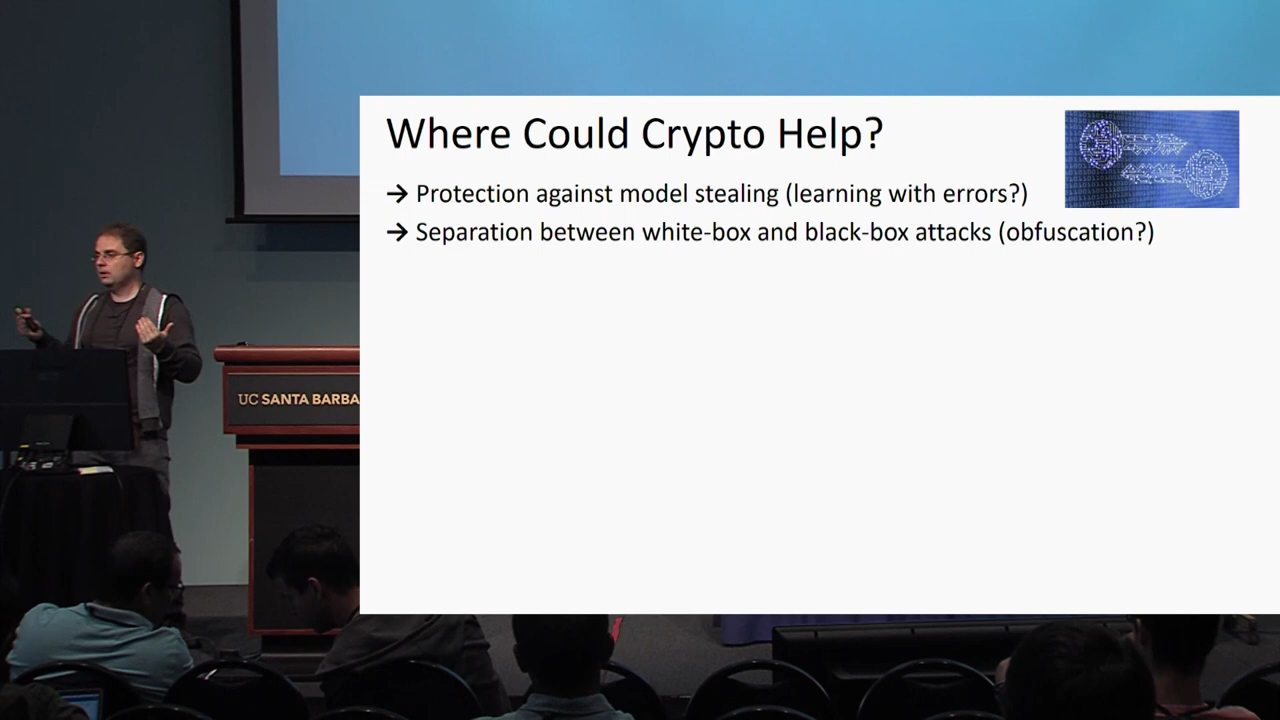 Where Could Crypto Help?
→ Protection against model stealing (learning with errors?)
→ Separation between white-box and black-box attacks (obfuscation?)
UC SANTA BARBA